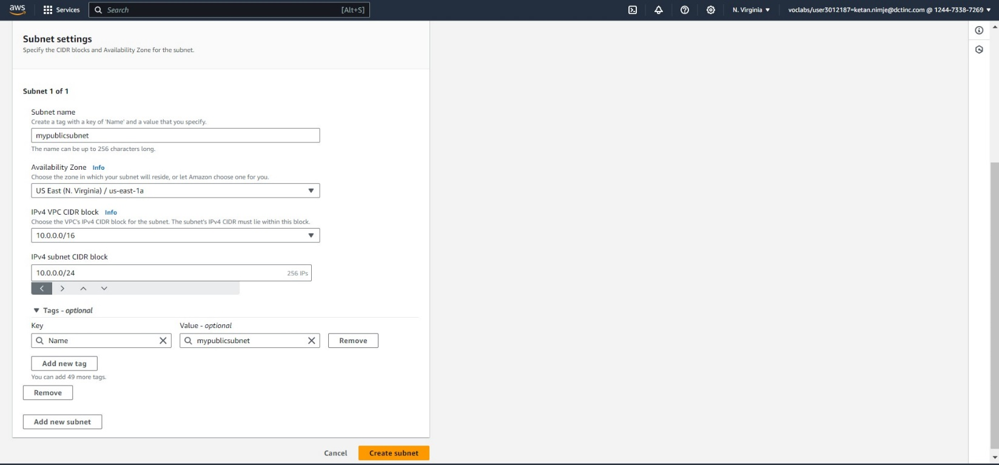 aws
Services
Search
[Alt+S]
N. Virginia
voclabs/user3012187=ketan.nimje@dctinc.com @ 1244-7338-7269
Subnet settings
Specify the CIDR blocks and Availability Zone for the subnet.
Subnet 1 of 1
Subnet name
Create a tag with a key of 'Name' and a value that you specify.
mypublicsubnet
The name can be up to 256 characters long.
Availability Zone Info
Choose the zone in which your subnet will reside, or let Amazon choose one for you.
US East (N. Virginia) / us-east-1a
IPv4 VPC CIDR block Info
Choose the VPC's IPv4 CIDR block for the subnet. The subnet's IPv4 CIDR must lie within this block.
10.0.0.0/16
IPv4 subnet CIDR block
10.0.0.0/24 256 IPs
Tags - optional
Key Value - optional
Name mypublicsubnet Remove
Add new tag
You can add 49 more tags.
Remove
Add new subnet
Cancel Create subnet